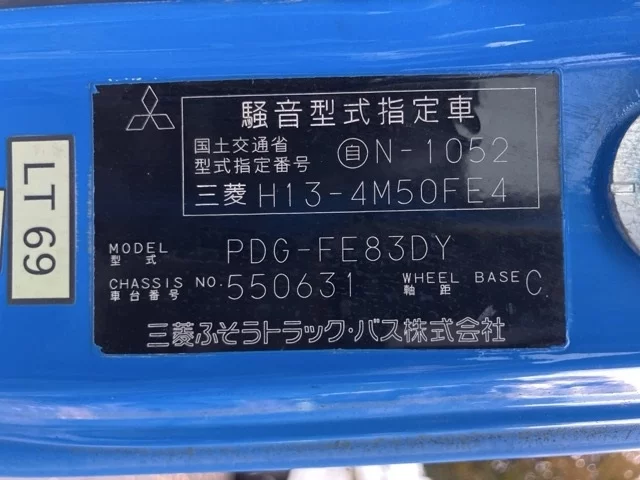 騒音型式指定車
国土交通省
型式指定番号 自N-1052
三菱 H13-4M50FE4
MODEL
型式 PDG-FE83DY
CHASSIS NO. 550631 WHEEL BASE C
車台番号 軸距
三菱ふそうトラック・バス株式会社
LT69